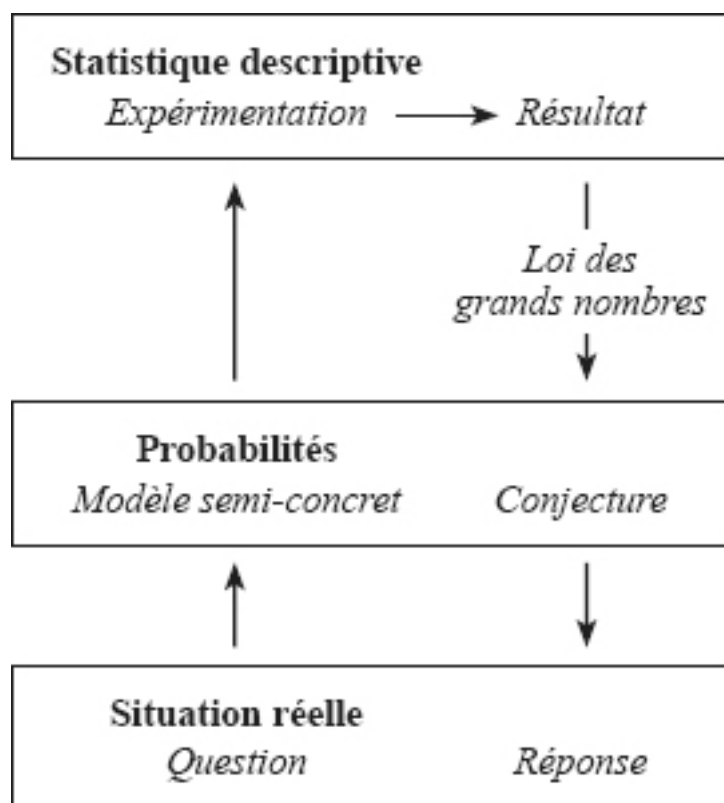 Statistique descriptive
Expérimentation Résultat
Loi des
grands nombres
Probabilités
Modèle semi-concret Conjecture
Situation réelle
Question Réponse